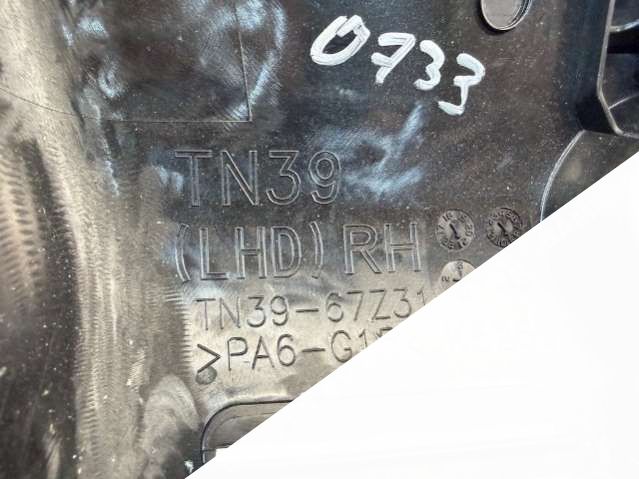 0733
TN39
(LHD) RH
TN39-67Z31
>PA6-G1